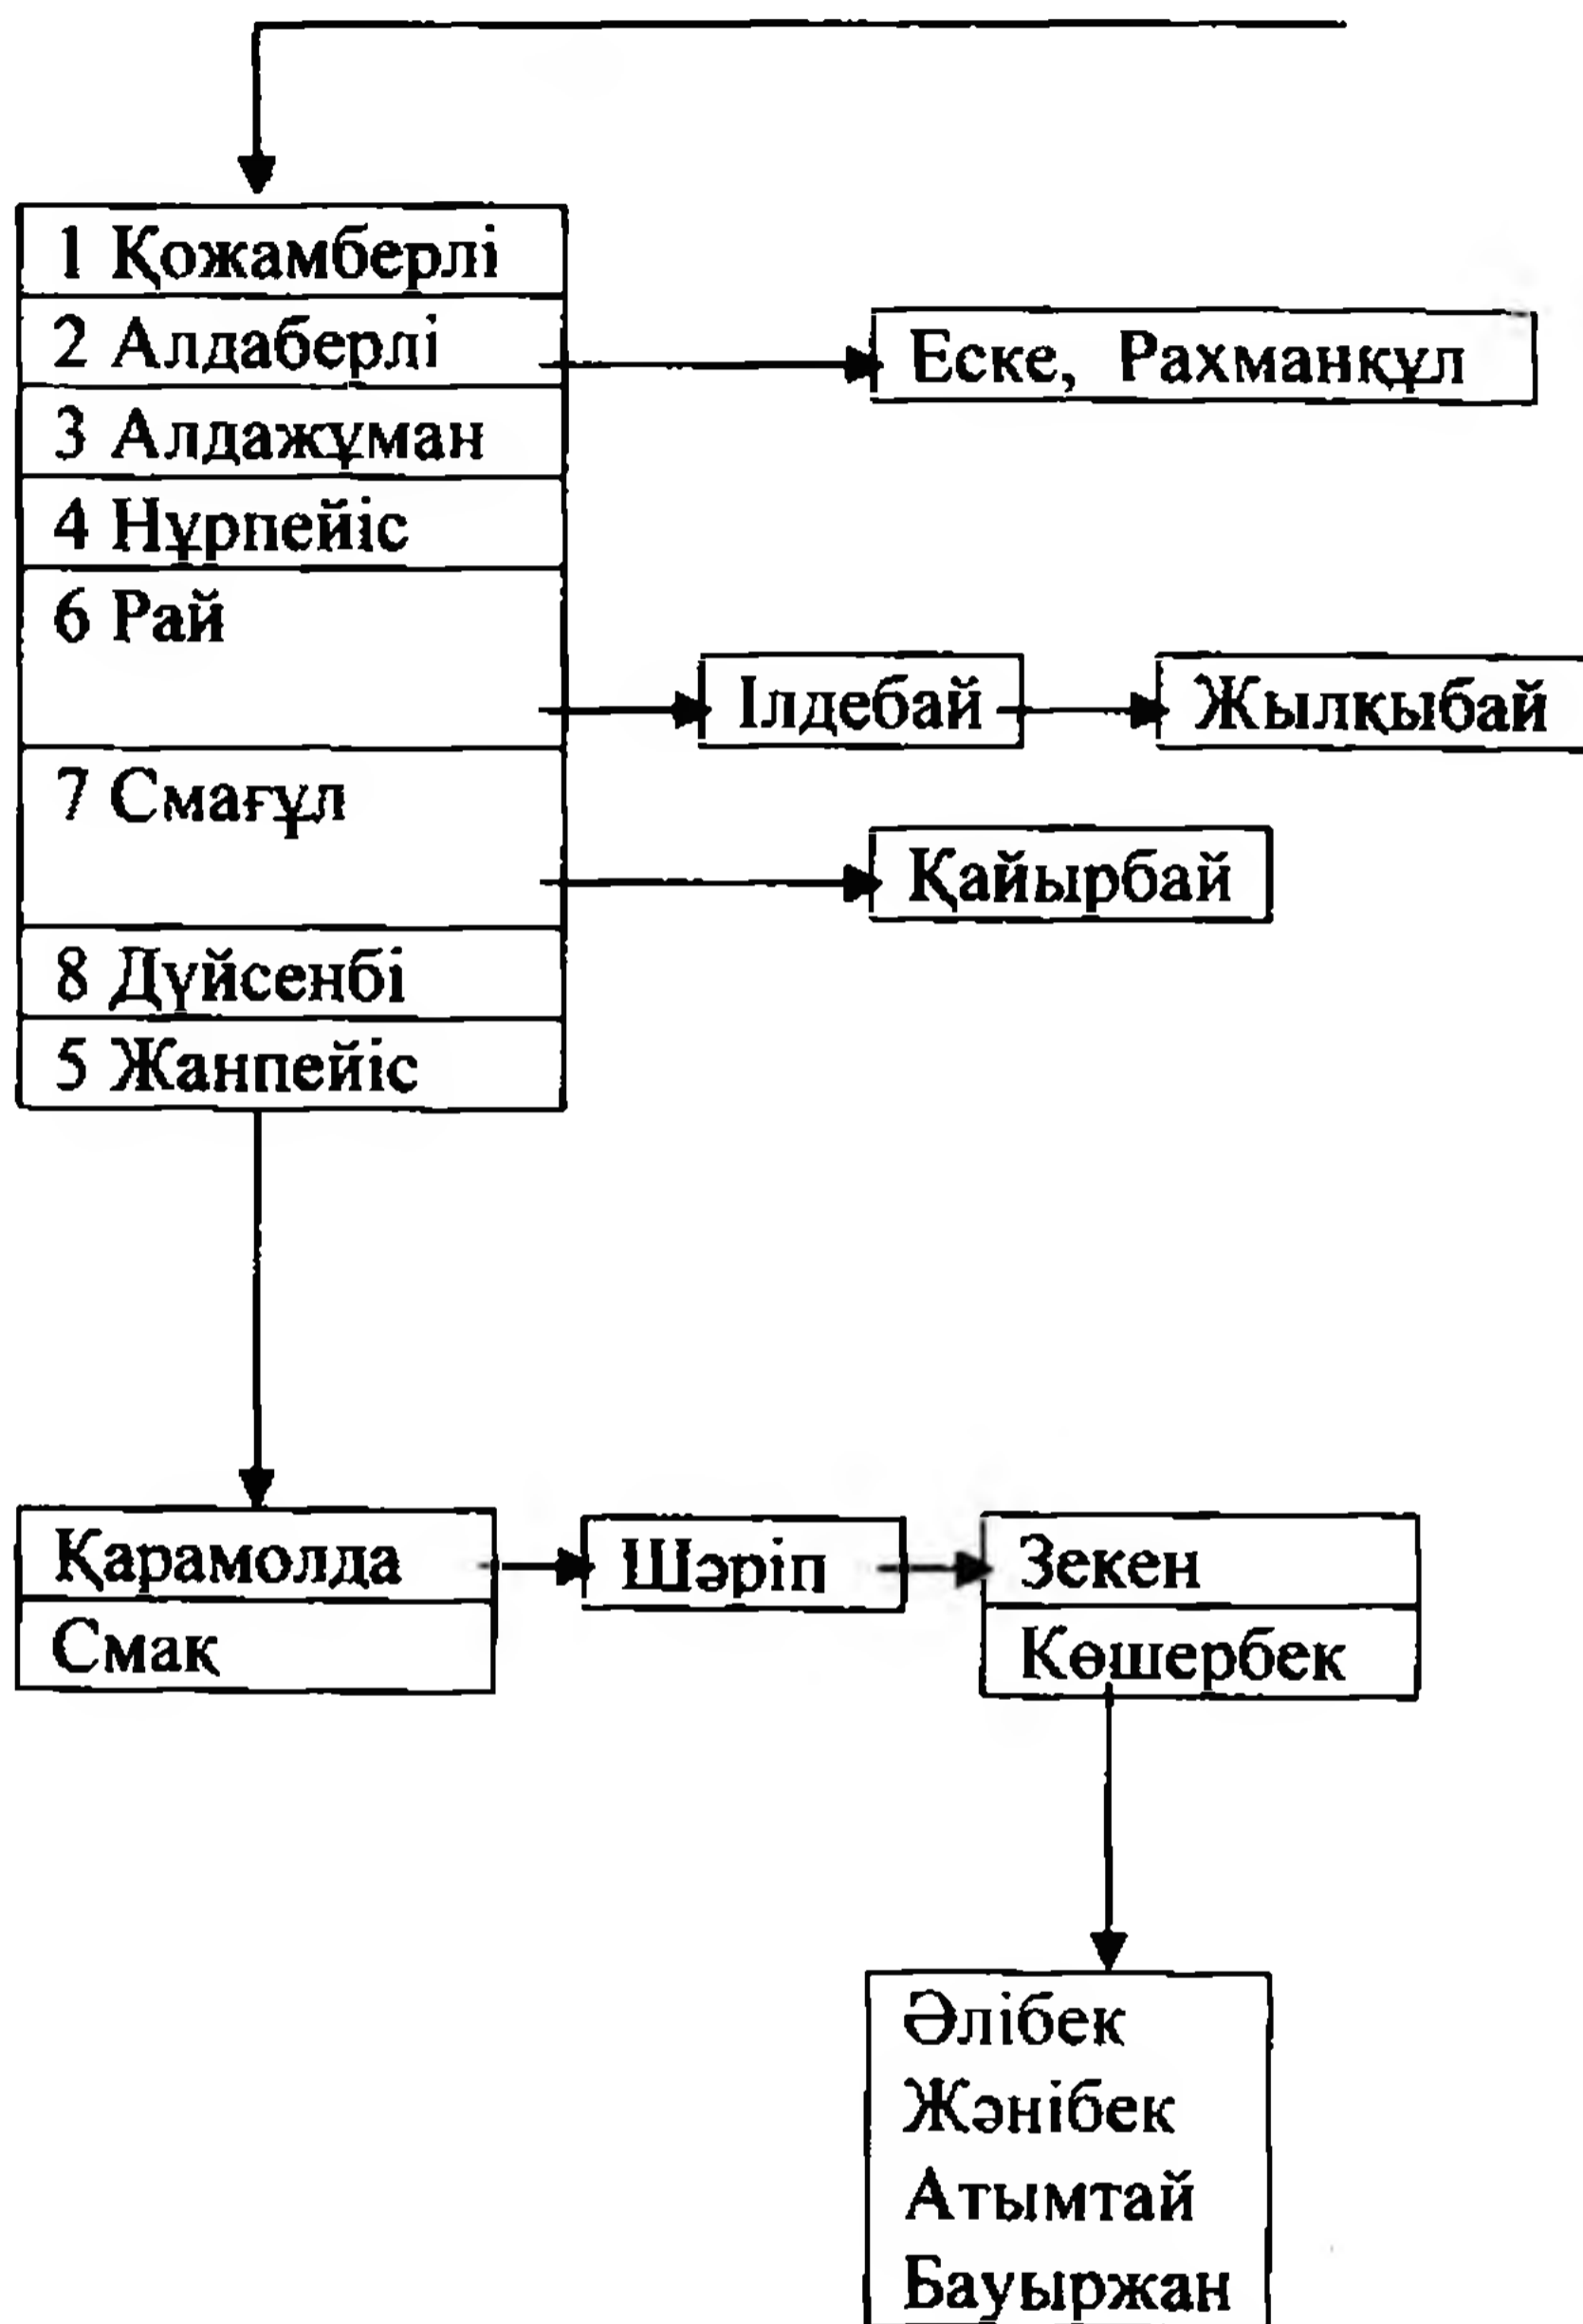 1 Қожамберлі
2 Алдаберлі
Еске, Рахманқұл
3 Алдажұман
4 Нұрпейіс
6 Рай
Ілдебай
Жылқыбай
7 Смағұл
Қайырбай
8 Дүйсенбі
5 Жанпейіс
Қарамолда
Шәріп
Зекен
Смақ
Көшербек
Әлібек
Жәнібек
Атымтай
Бауыржан